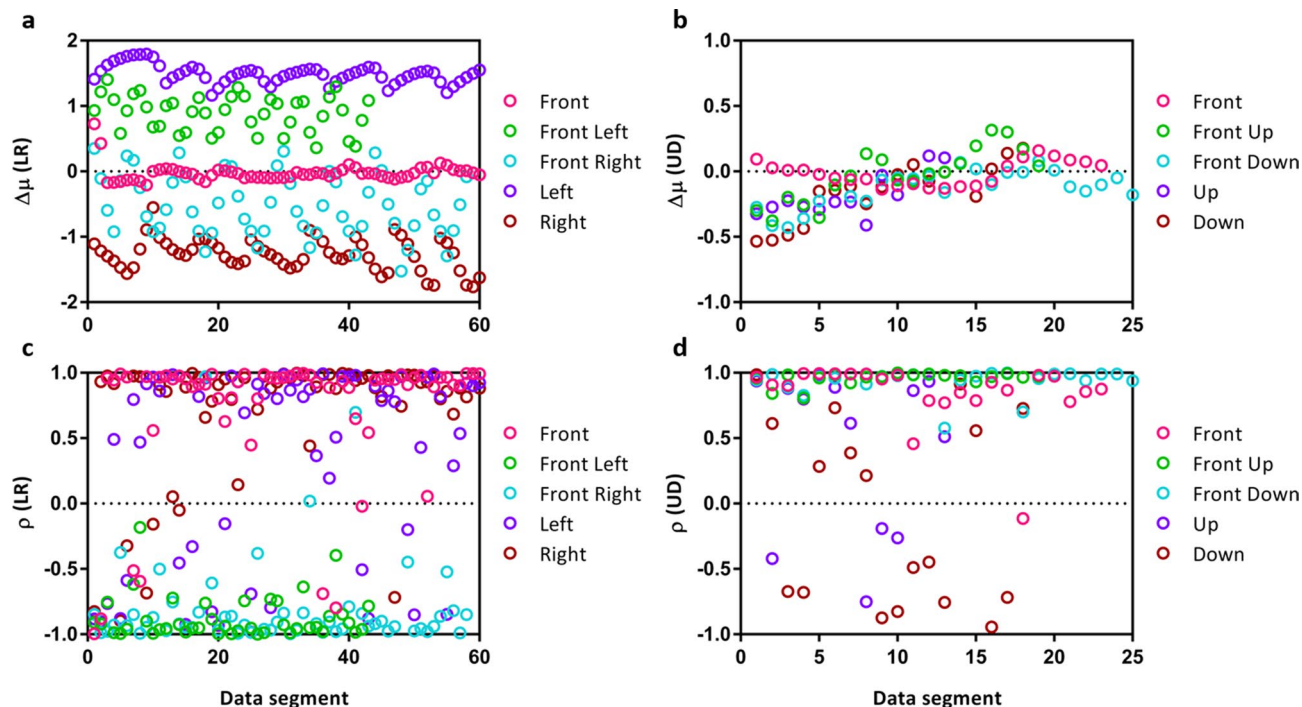 a
2
1
0
-1
-2
Δμ (LR)
0
20
40
60
Front
Front Left
Front Right
Left
Right
b
1.0
0.5
0.0
-0.5
-1.0
Δμ (UD)
0
5
10
15
20
25
Front
Front Up
Front Down
Up
Down
c
1.0
0.5
0.0
-0.5
-1.0
ρ (LR)
0
20
40
60
Data segment
Front
Front Left
Front Right
Left
Right
d
1.0
0.5
0.0
-0.5
-1.0
ρ (UD)
0
5
10
15
20
25
Data segment
Front
Front Up
Front Down
Up
Down